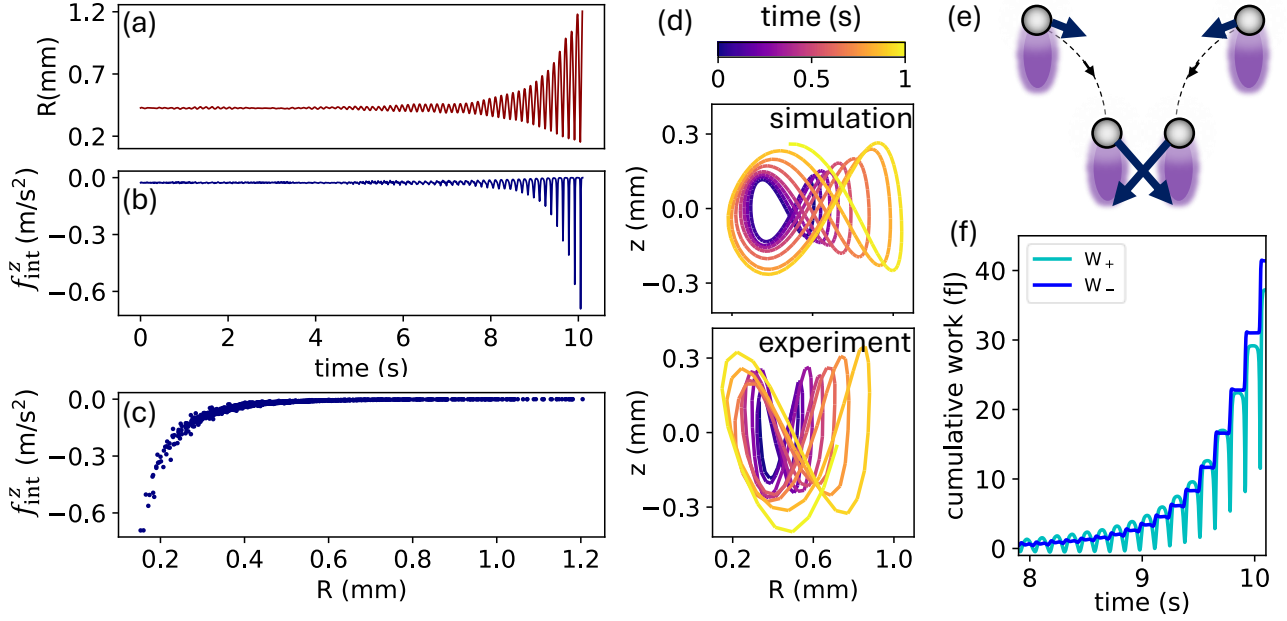 (a)
1.2
0.7
0.2
R(mm)
(b)
0.0
−0.3
−0.6
f_int^z (m/s²)
0 2 4 6 8 10
time (s)
(c)
0.0
−0.3
−0.6
f_int^z (m/s²)
0.2 0.4 0.6 0.8 1.0 1.2
R (mm)
(d)
time (s)
0 0.5 1
simulation
0.3
0.0
−0.3
z (mm)
experiment
0.3
0.0
−0.3
z (mm)
0.2 0.6 1.0
R (mm)
(e)
(f)
W₊
W₋
40
30
20
10
0
cumulative work (fJ)
8 9 10
time (s)